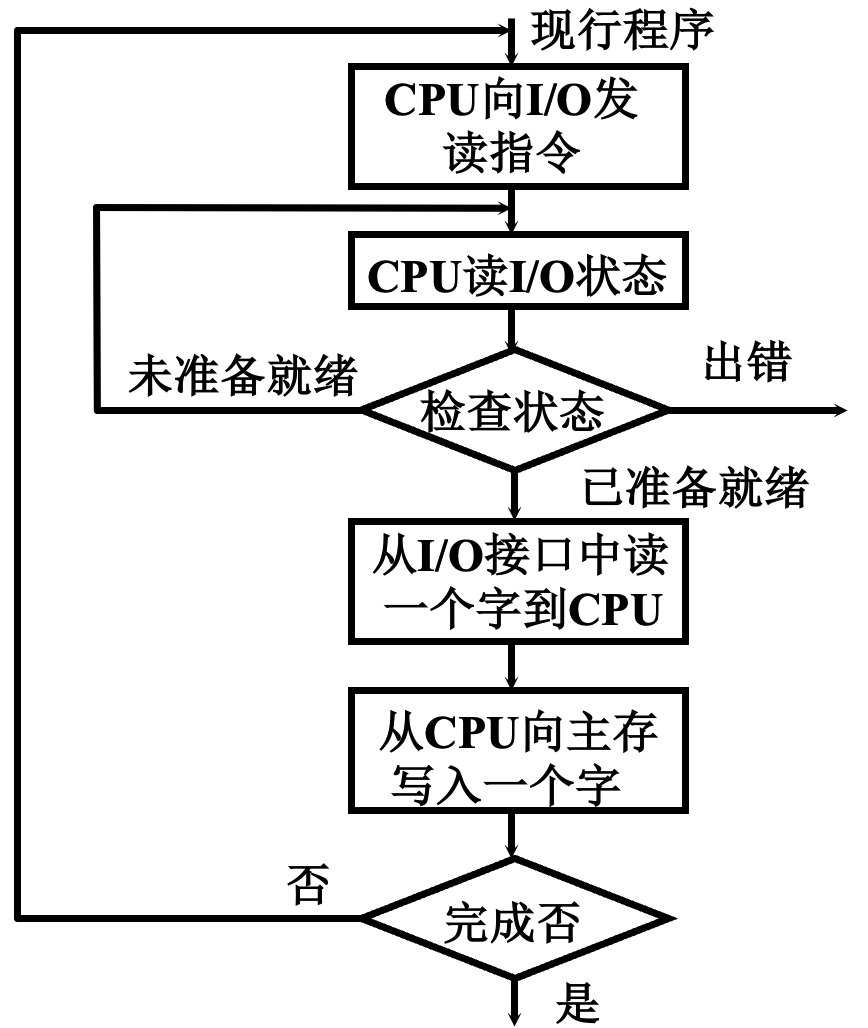 现行程序
CPU向I/O发
读指令
CPU读I/O状态
未准备就绪
出错
检查状态
已准备就绪
从I/O接口中读
一个字到CPU
从CPU向主存
写入一个字
否
完成否
是